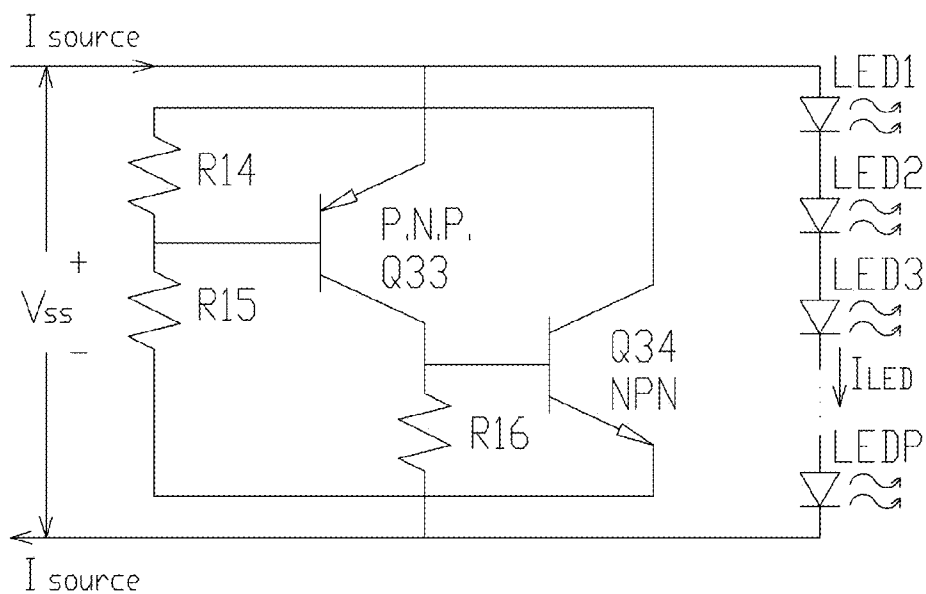 I source
LED1
R14
LED2
P.N.P.
Q33
+
Vss
−
R15
LED3
Q34
NPN
ILED
R16
LEDP
I source